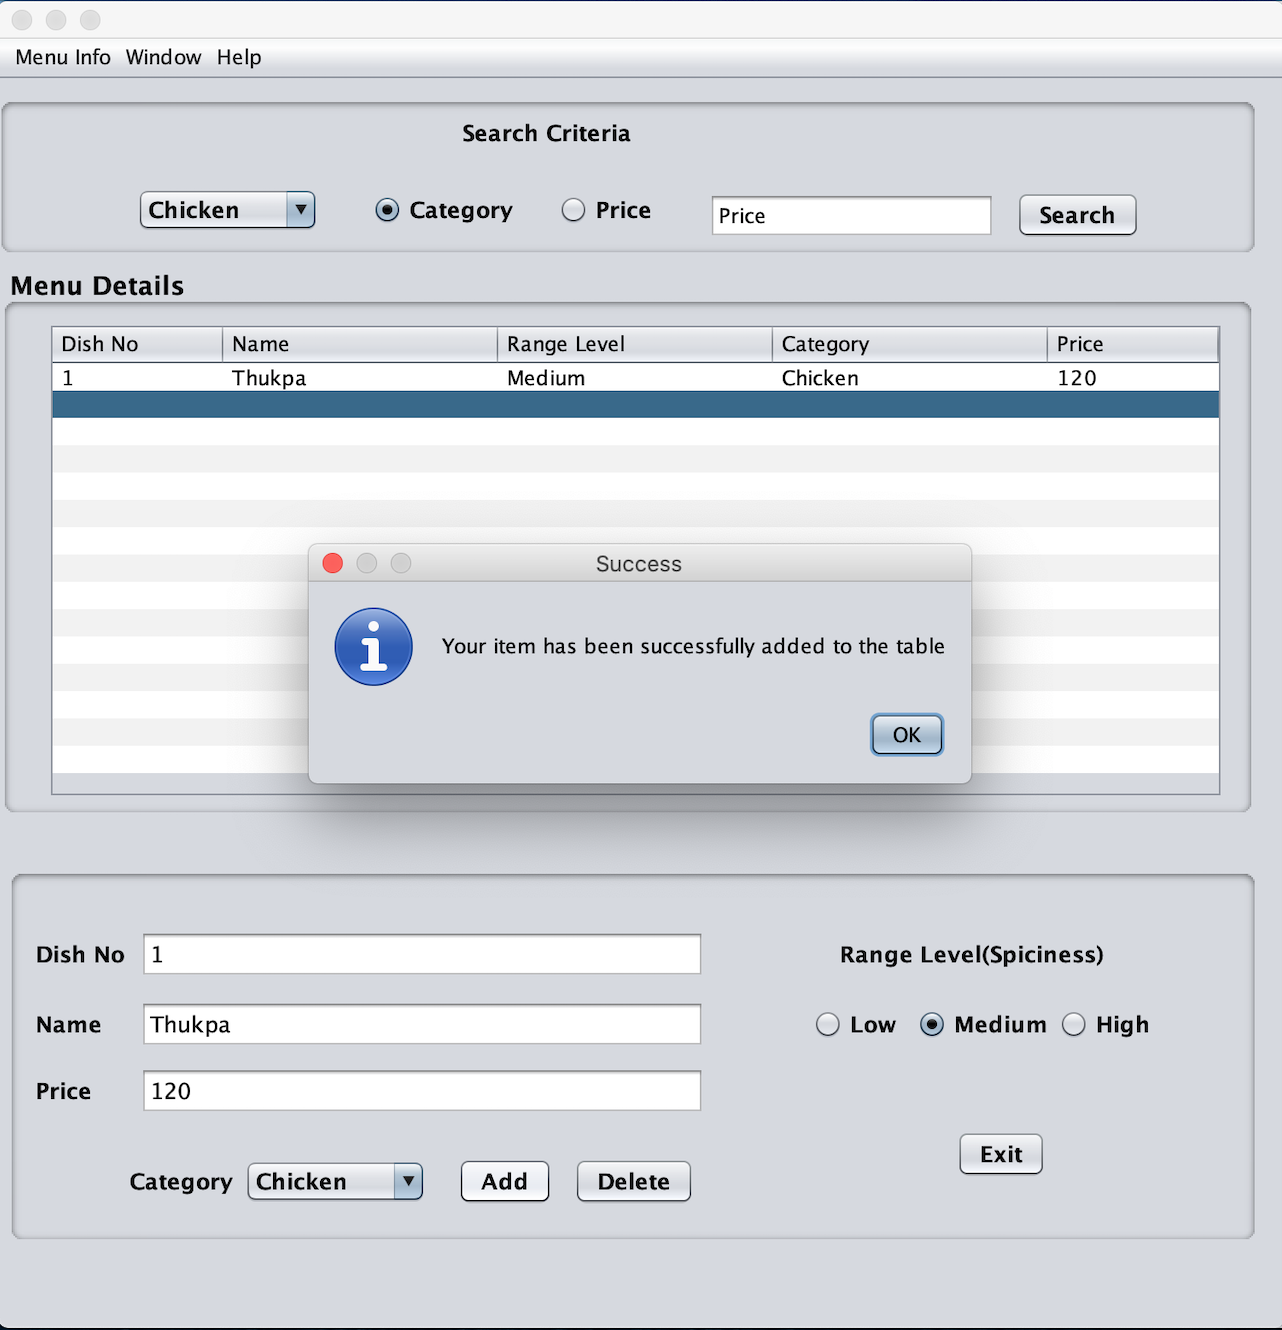 Menu Info Window Help
Search Criteria
Chicken Category Price Price Search
Menu Details
Dish No Name Range Level Category Price
1 Thukpa Medium Chicken 120
Success
Your item has been successfully added to the table
OK
Dish No 1 Range Level(Spiciness)
Name Thukpa Low Medium High
Price 120
Exit
Category Chicken Add Delete